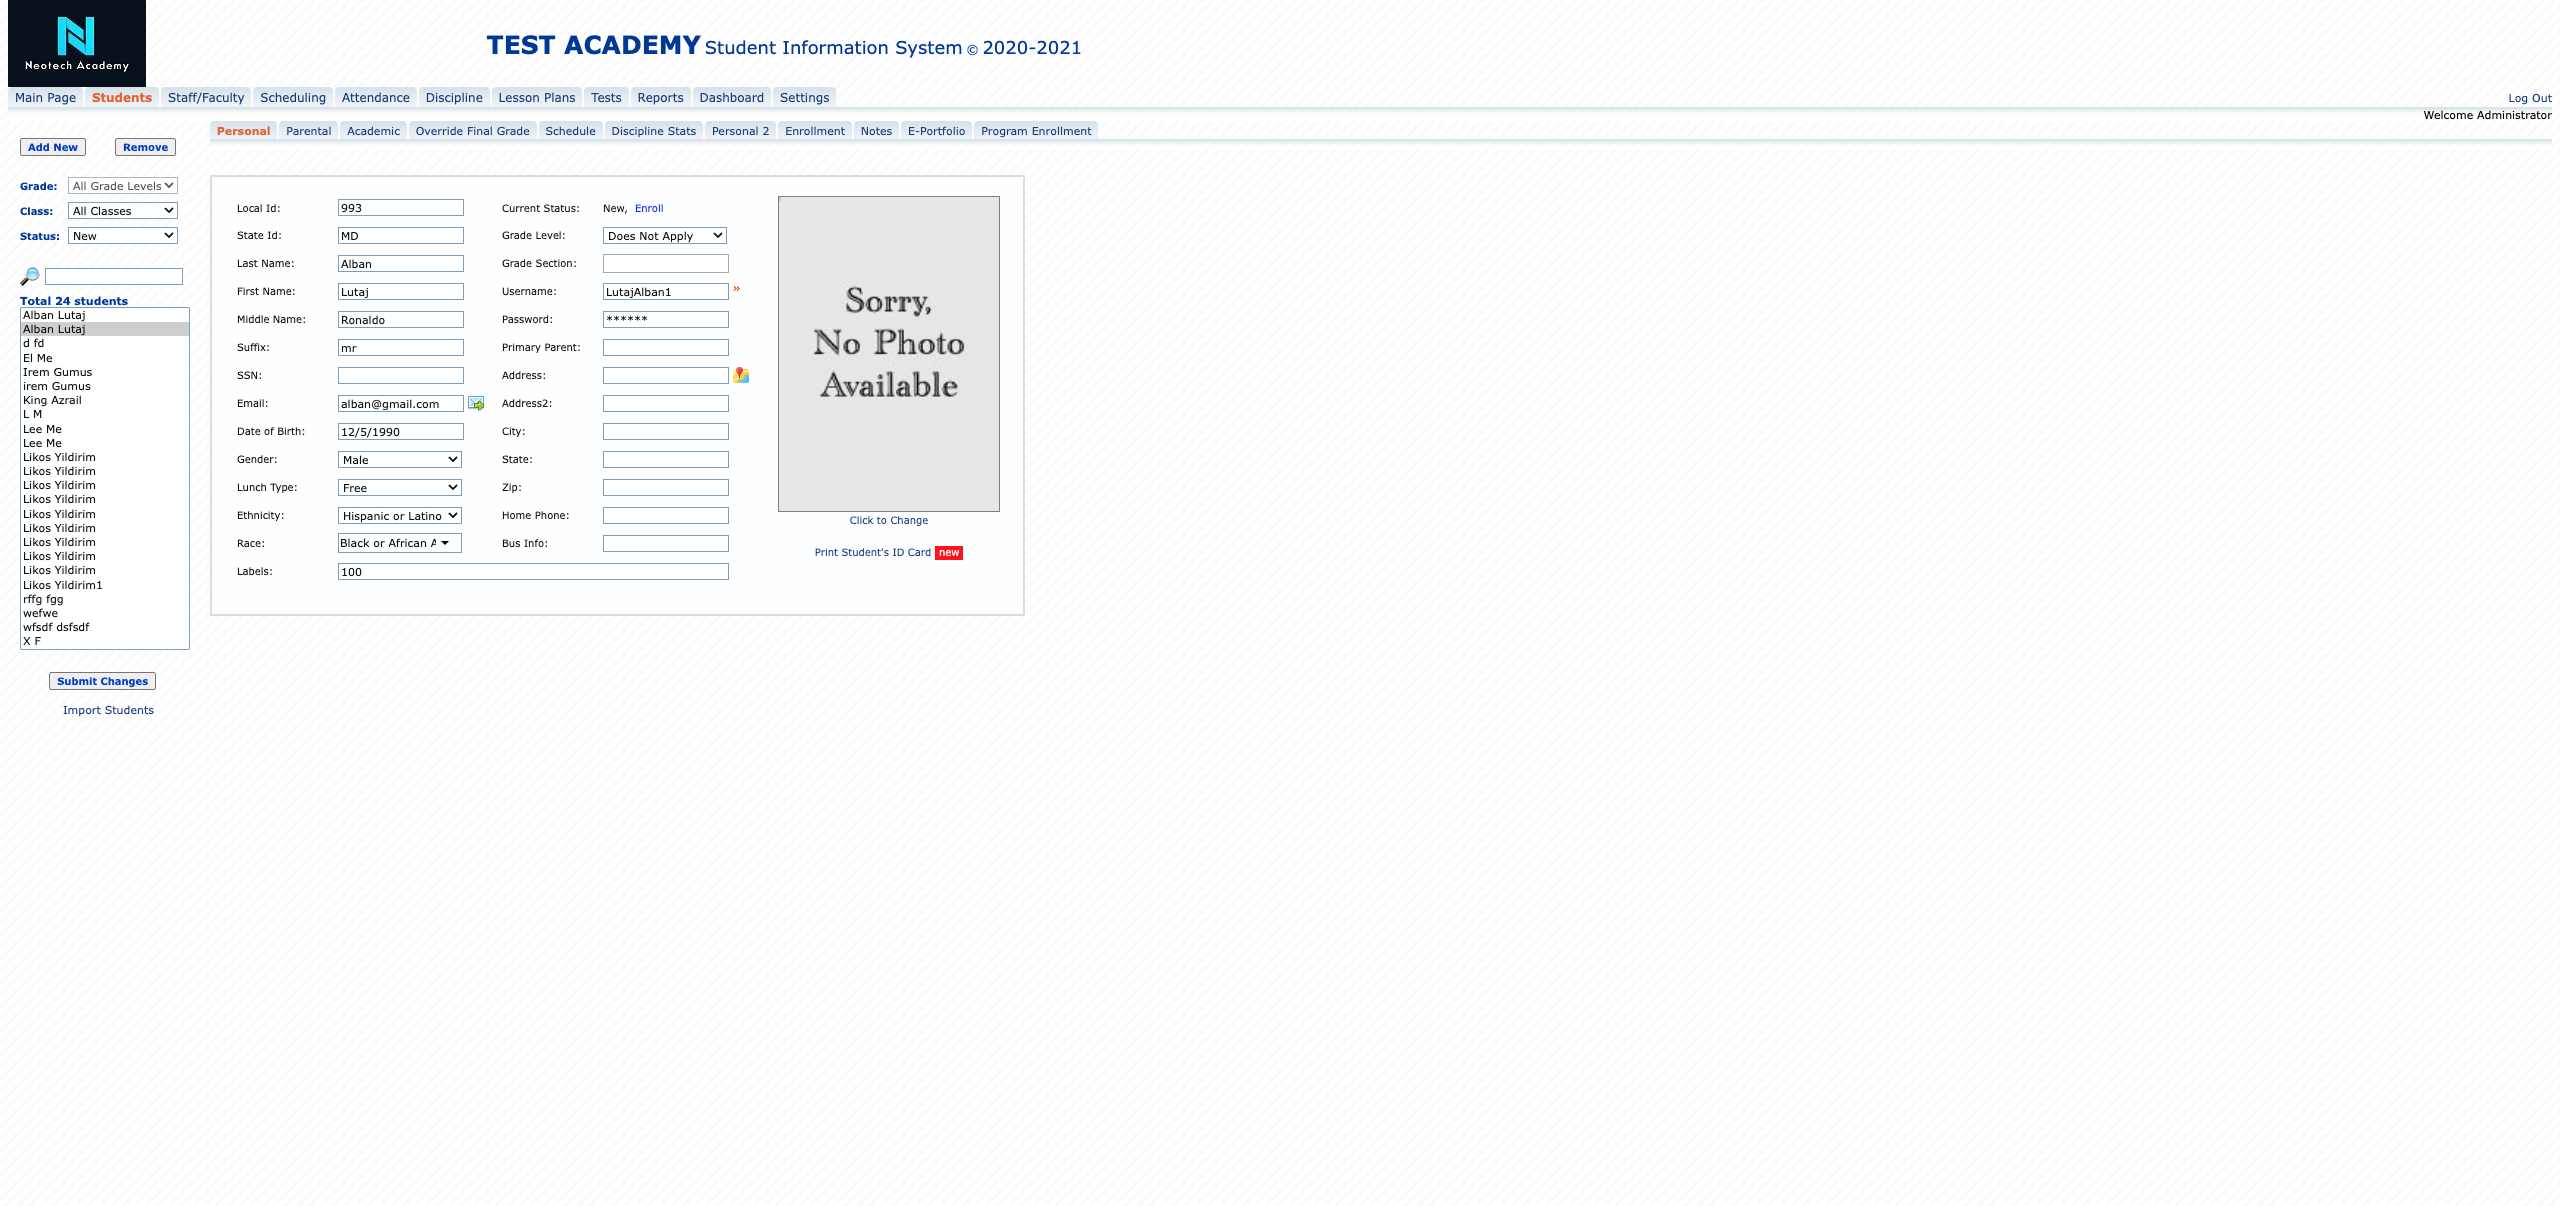 Neotech Academy
TEST ACADEMY Student Information System © 2020-2021
Main Page Students Staff/Faculty Scheduling Attendance Discipline Lesson Plans Tests Reports Dashboard Settings
Log Out
Welcome Administrator
Personal Parental Academic Override Final Grade Schedule Discipline Stats Personal 2 Enrollment Notes E-Portfolio Program Enrollment
Add New Remove
Grade: All Grade Levels
Class: All Classes
Status: New
Total 24 students
Alban Lutaj
Alban Lutaj
d fd
El Me
Irem Gumus
irem Gumus
King Azrail
L M
Lee Me
Lee Me
Likos Yildirim
Likos Yildirim
Likos Yildirim
Likos Yildirim
Likos Yildirim
Likos Yildirim
Likos Yildirim
Likos Yildirim
Likos Yildirim
Likos Yildirim1
rffg fgg
wefwe
wfsdf dsfsdf
X F
Submit Changes
Import Students
Local Id: 993 Current Status: New, Enroll
State Id: MD Grade Level: Does Not Apply
Last Name: Alban Grade Section:
First Name: Lutaj Username: LutajAlban1 »
Middle Name: Ronaldo Password: ******
Suffix: mr Primary Parent:
SSN: Address:
Email: alban@gmail.com Address2:
Date of Birth: 12/5/1990 City:
Gender: Male State:
Lunch Type: Free Zip:
Ethnicity: Hispanic or Latino Home Phone:
Race: Black or African A Bus Info:
Labels: 100
Sorry,
No Photo
Available
Click to Change
Print Student's ID Card new